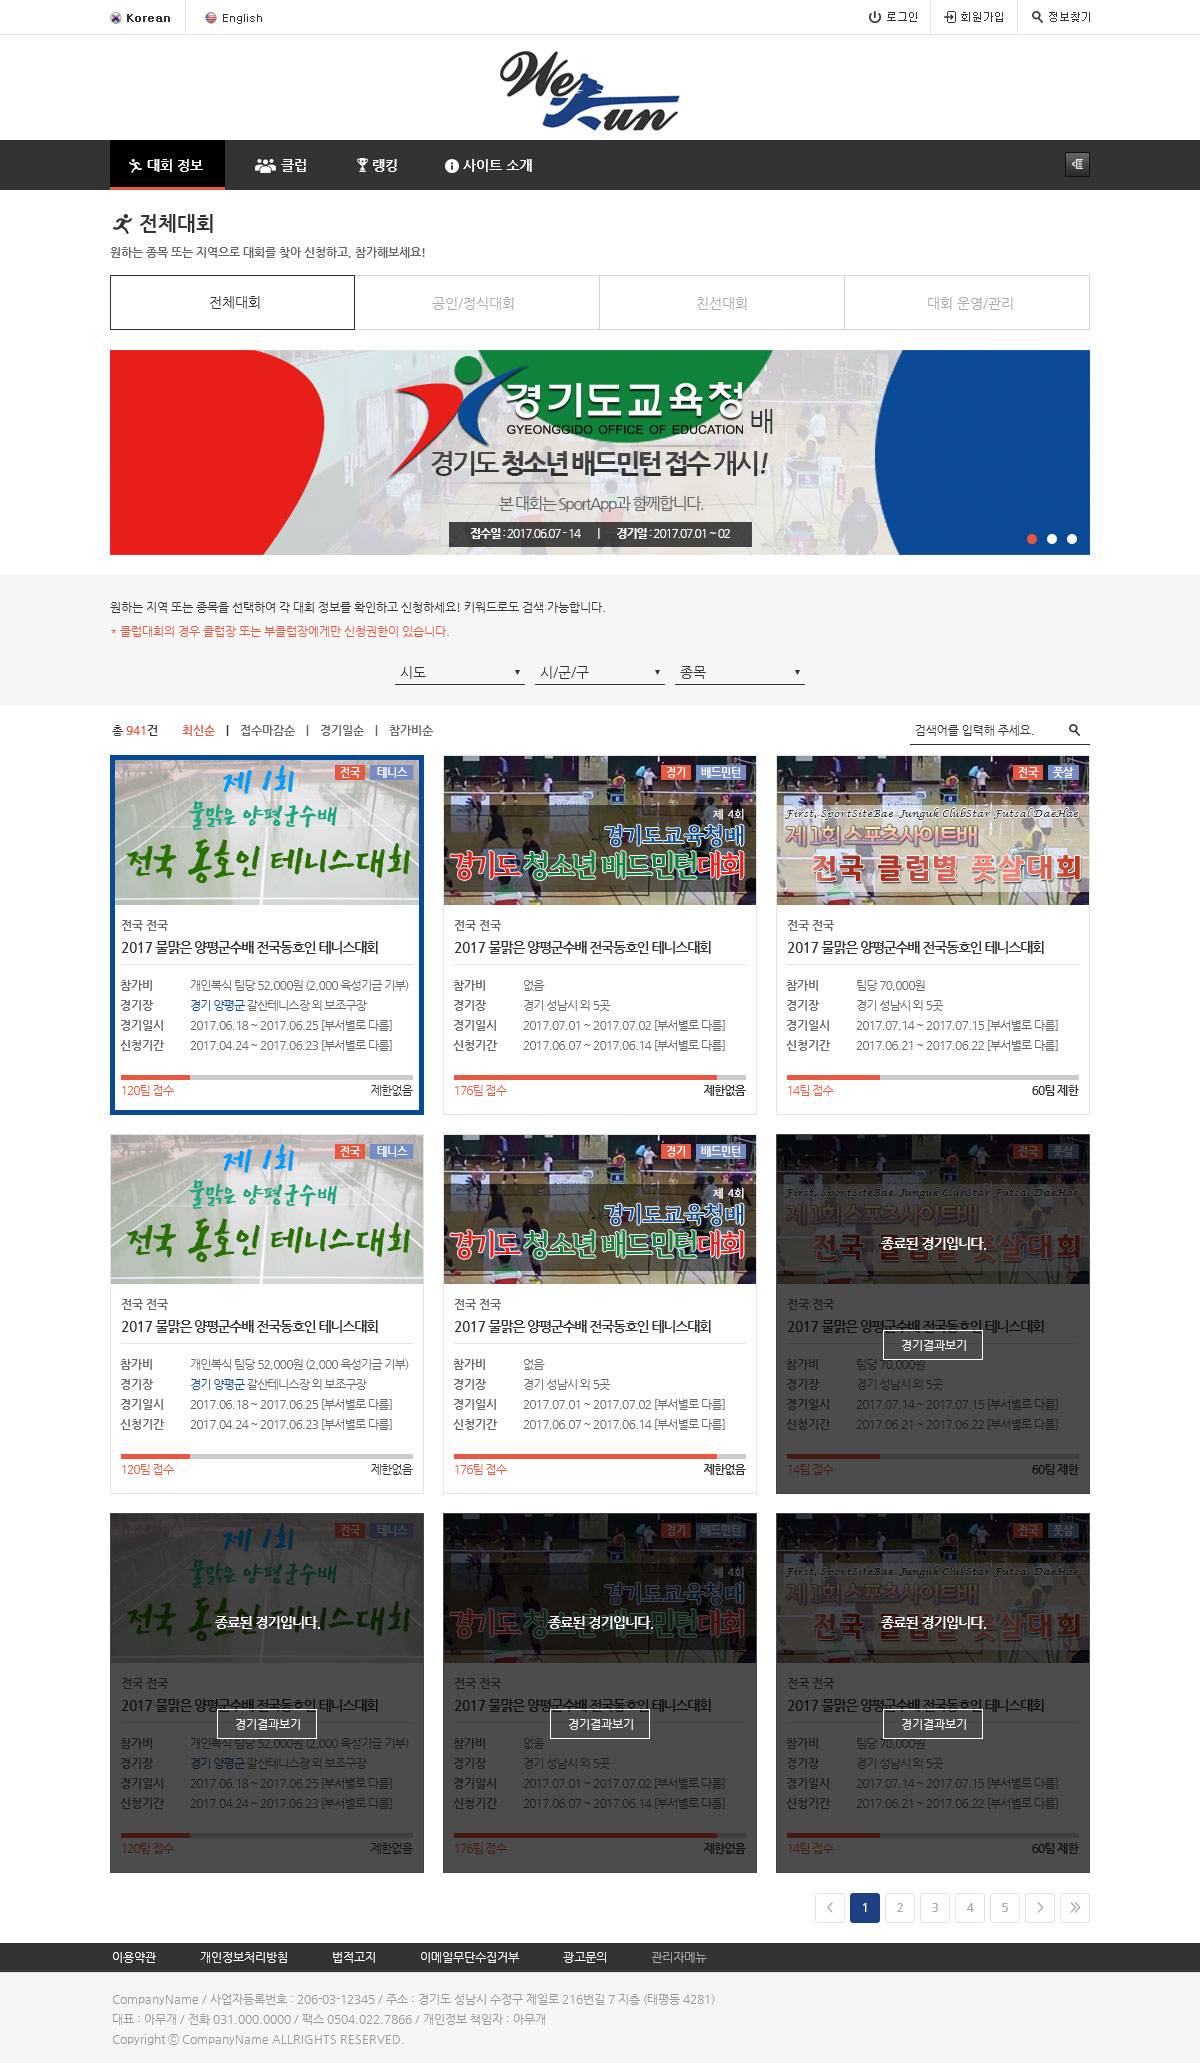 Korean English 로그인 회원가입 정보찾기
We Run
대회 정보 클럽 랭킹 사이트 소개
전체대회
원하는 종목 또는 지역으로 대회를 찾아 신청하고, 참가해보세요!
전체대회 공인/정식대회 친선대회 대회 운영/관리
경기도교육청 배
GYEONGGIDO OFFICE OF EDUCATION
경기도 청소년 배드민턴 접수 개시!
본 대회는 SportApp과 함께합니다.
접수일 : 2017.06.07 - 14 | 경기일 : 2017.07.01 ~ 02
원하는 지역 또는 종목을 선택하여 각 대회 정보를 확인하고 신청하세요! 키워드로도 검색 가능합니다.
* 클럽대회의 경우 클럽장 또는 부클럽장에게만 신청권한이 있습니다.
시도 ▼ 시/군/구 ▼ 종목 ▼
총 941건 최신순 | 접수마감순 | 경기일순 | 참가비순 검색어를 입력해 주세요.
전국 테니스
제 1회
물맑은 양평군수배
전국 동호인 테니스대회
전국 전국
2017 물맑은 양평군수배 전국동호인 테니스대회
참가비 개인복식 팀당 52,000원 (2,000 육성기금 기부)
경기장 경기 양평군 갈산테니스장 외 보조구장
경기일시 2017.06.18 ~ 2017.06.25 [부서별로 다름]
신청기간 2017.04.24 ~ 2017.06.23 [부서별로 다름]
120팀 접수 제한없음
경기 배드민턴
제 4회
경기도교육청배
경기도 청소년 배드민턴대회
전국 전국
2017 물맑은 양평군수배 전국동호인 테니스대회
참가비 없음
경기장 경기 성남시 외 5곳
경기일시 2017.07.01 ~ 2017.07.02 [부서별로 다름]
신청기간 2017.06.07 ~ 2017.06.14 [부서별로 다름]
176팀 접수 제한없음
전국 풋살
First, SportSiteBae Junguk ClubStar Futsal DaeHae
제1회 스포츠사이트배
전국 클럽별 풋살대회
전국 전국
2017 물맑은 양평군수배 전국동호인 테니스대회
참가비 팀당 70,000원
경기장 경기 성남시 외 5곳
경기일시 2017.07.14 ~ 2017.07.15 [부서별로 다름]
신청기간 2017.06.21 ~ 2017.06.22 [부서별로 다름]
14팀 접수 60팀 제한
전국 테니스
제 1회
물맑은 양평군수배
전국 동호인 테니스대회
전국 전국
2017 물맑은 양평군수배 전국동호인 테니스대회
참가비 개인복식 팀당 52,000원 (2,000 육성기금 기부)
경기장 경기 양평군 갈산테니스장 외 보조구장
경기일시 2017.06.18 ~ 2017.06.25 [부서별로 다름]
신청기간 2017.04.24 ~ 2017.06.23 [부서별로 다름]
120팀 접수 제한없음
경기 배드민턴
제 4회
경기도교육청배
경기도 청소년 배드민턴대회
전국 전국
2017 물맑은 양평군수배 전국동호인 테니스대회
참가비 없음
경기장 경기 성남시 외 5곳
경기일시 2017.07.01 ~ 2017.07.02 [부서별로 다름]
신청기간 2017.06.07 ~ 2017.06.14 [부서별로 다름]
176팀 접수 제한없음
전국 풋살
First, SportSiteBae Junguk ClubStar Futsal DaeHae
제1회 스포츠사이트배
전국 클럽별 풋살대회
종료된 경기입니다.
전국 전국
2017 물맑은 양평군수배 전국동호인 테니스대회
경기결과보기
참가비 팀당 70,000원
경기장 경기 성남시 외 5곳
경기일시 2017.07.14 ~ 2017.07.15 [부서별로 다름]
신청기간 2017.06.21 ~ 2017.06.22 [부서별로 다름]
14팀 접수 60팀 제한
전국 테니스
제 1회
물맑은 양평군수배
전국 동호인 테니스대회
종료된 경기입니다.
전국 전국
2017 물맑은 양평군수배 전국동호인 테니스대회
경기결과보기
참가비 개인복식 팀당 52,000원 (2,000 육성기금 기부)
경기장 경기 양평군 갈산테니스장 외 보조구장
경기일시 2017.06.18 ~ 2017.06.25 [부서별로 다름]
신청기간 2017.04.24 ~ 2017.06.23 [부서별로 다름]
120팀 접수 제한없음
경기 배드민턴
제 4회
경기도교육청배
경기도 청소년 배드민턴대회
종료된 경기입니다.
전국 전국
2017 물맑은 양평군수배 전국동호인 테니스대회
경기결과보기
참가비 없음
경기장 경기 성남시 외 5곳
경기일시 2017.07.01 ~ 2017.07.02 [부서별로 다름]
신청기간 2017.06.07 ~ 2017.06.14 [부서별로 다름]
176팀 접수 제한없음
전국 풋살
First, SportSiteBae Junguk ClubStar Futsal DaeHae
제1회 스포츠사이트배
전국 클럽별 풋살대회
종료된 경기입니다.
전국 전국
2017 물맑은 양평군수배 전국동호인 테니스대회
경기결과보기
참가비 팀당 70,000원
경기장 경기 성남시 외 5곳
경기일시 2017.07.14 ~ 2017.07.15 [부서별로 다름]
신청기간 2017.06.21 ~ 2017.06.22 [부서별로 다름]
14팀 접수 60팀 제한
1 2 3 4 5
이용약관 개인정보처리방침 법적고지 이메일무단수집거부 광고문의 관리자메뉴
CompanyName / 사업자등록번호 : 206-03-12345 / 주소 : 경기도 성남시 수정구 제일로 216번길 7 지층 (태평동 4281)
대표 : 아무개 / 전화 031.000.0000 / 팩스 0504.022.7866 / 개인정보 책임자 : 아무개
Copyright ⓒ CompanyName ALLRIGHTS RESERVED.